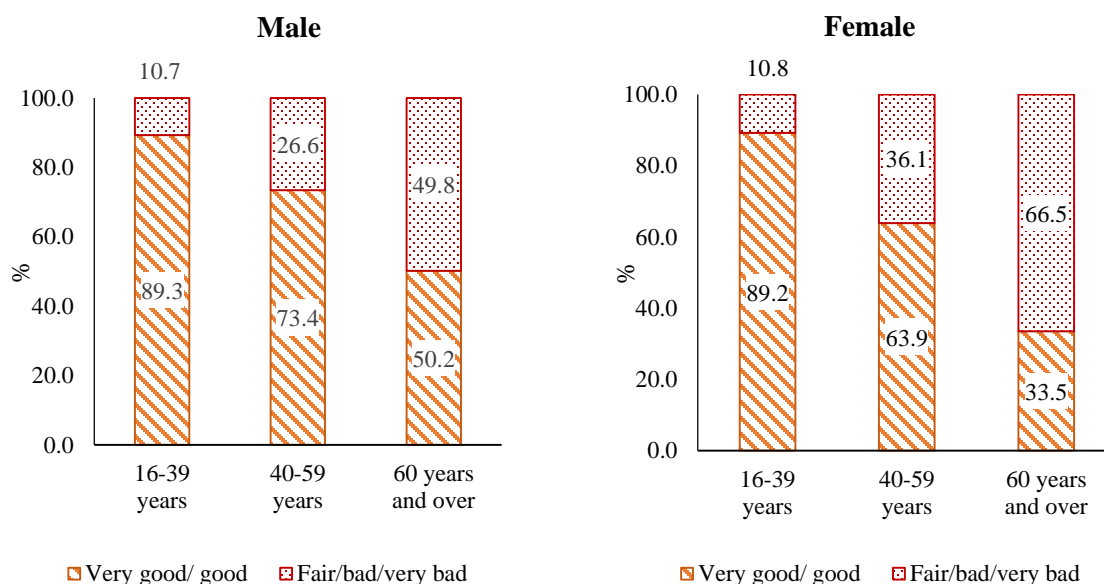 Male
10.7
100.0
80.0
60.0
40.0
20.0
0.0
%
26.6
49.8
89.3
73.4
50.2
16-39
years
40-59
years
60 years
and over
Very good/ good
Fair/bad/very bad
Female
10.8
100.0
80.0
60.0
40.0
20.0
0.0
%
36.1
66.5
89.2
63.9
33.5
16-39
years
40-59
years
60 years
and over
Very good/ good
Fair/bad/very bad